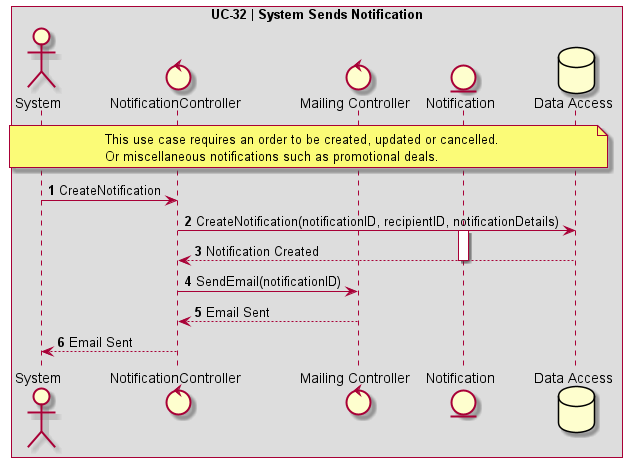 UC-32 | System Sends Notification
System
NotificationController
Mailing Controller
Notification
Data Access
This use case requires an order to be created, updated or cancelled.
Or miscellaneous notifications such as promotional deals.
1 CreateNotification
2 CreateNotification(notificationID, recipientID, notificationDetails)
3 Notification Created
4 SendEmail(notificationID)
5 Email Sent
6 Email Sent
System
NotificationController
Mailing Controller
Notification
Data Access